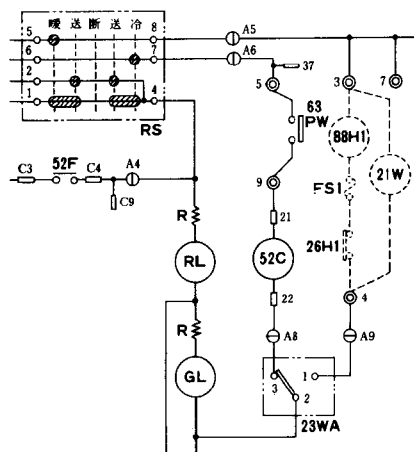 暖 送 断 送 冷
5 8 A5
6 7 A6
37
2
1 4
RS
5 3 7
63
PW
88H1
21W
C3 52F C4 A4
C9
FS1
9
R
21
26H1
RL
52C
22 4
R
A8 A9
GL
3 1
2
23WA